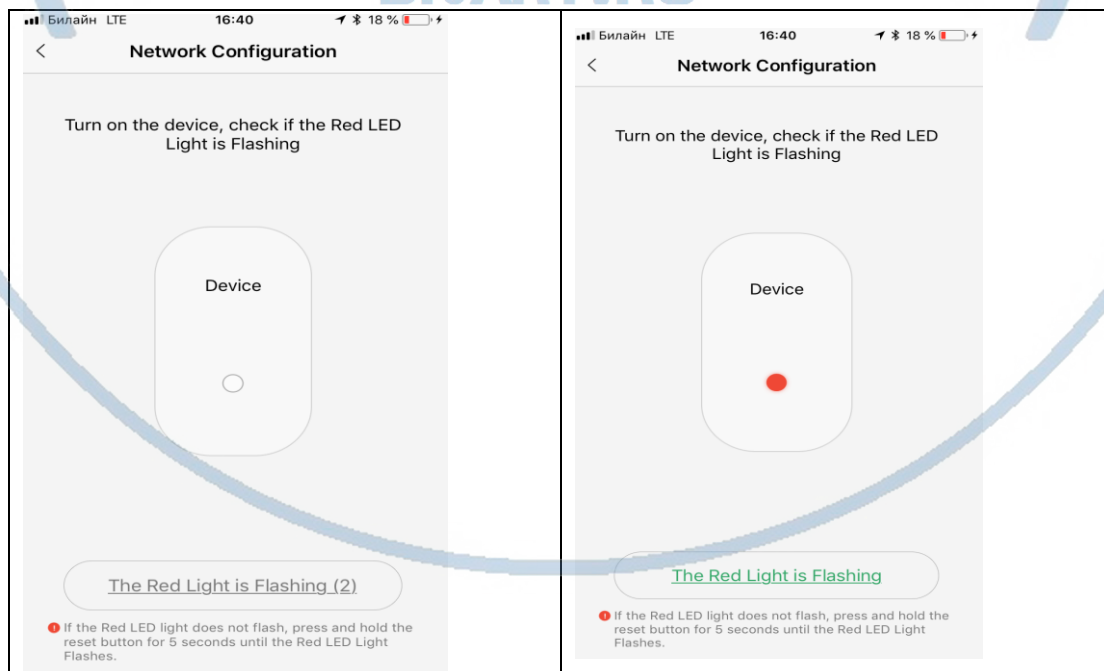 Билайн LTE 16:40 18 %
Network Configuration
Turn on the device, check if the Red LED
Light is Flashing
Device
The Red Light is Flashing (2)
If the Red LED light does not flash, press and hold the
reset button for 5 seconds until the Red LED Light
Flashes.
Билайн LTE 16:40 18 %
Network Configuration
Turn on the device, check if the Red LED
Light is Flashing
Device
The Red Light is Flashing
If the Red LED light does not flash, press and hold the
reset button for 5 seconds until the Red LED Light
Flashes.